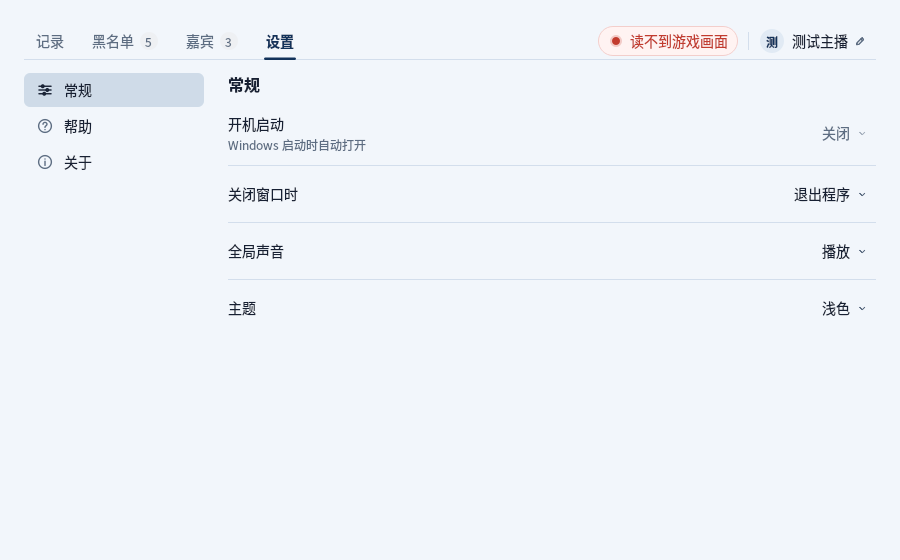 记录 黑名单 5 嘉宾 3 设置 读不到游戏画面 测 测试主播
常规
帮助
关于
常规
开机启动
Windows 启动时自动打开
关闭
关闭窗口时
退出程序
全局声音
播放
主题
浅色